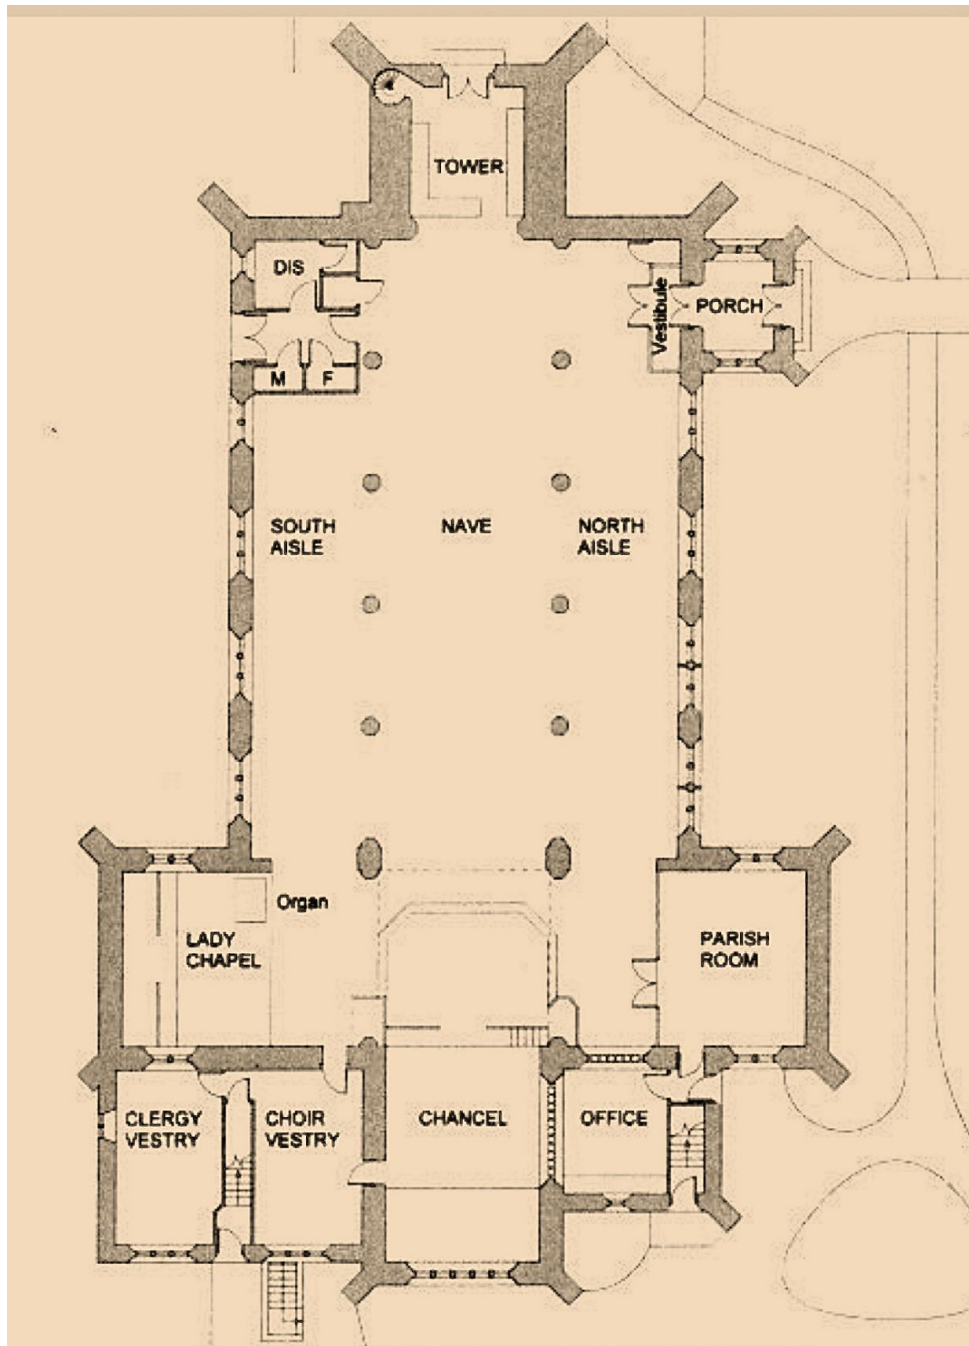 TOWER
DIS
Vestibule
PORCH
M
F
SOUTH
AISLE
NAVE
NORTH
AISLE
Organ
LADY
CHAPEL
PARISH
ROOM
CLERGY
VESTRY
CHOIR
VESTRY
CHANCEL
OFFICE